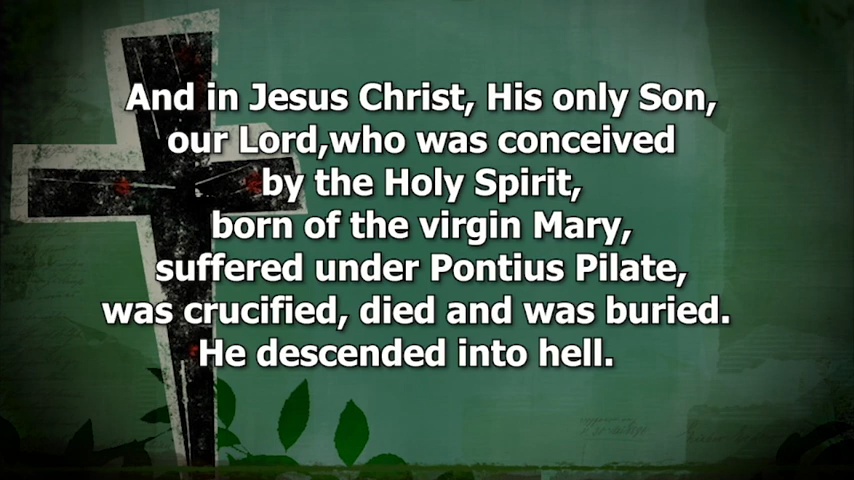 And in Jesus Christ, His only Son,
our Lord,who was conceived
by the Holy Spirit,
born of the virgin Mary,
suffered under Pontius Pilate,
was crucified, died and was buried.
He descended into hell.